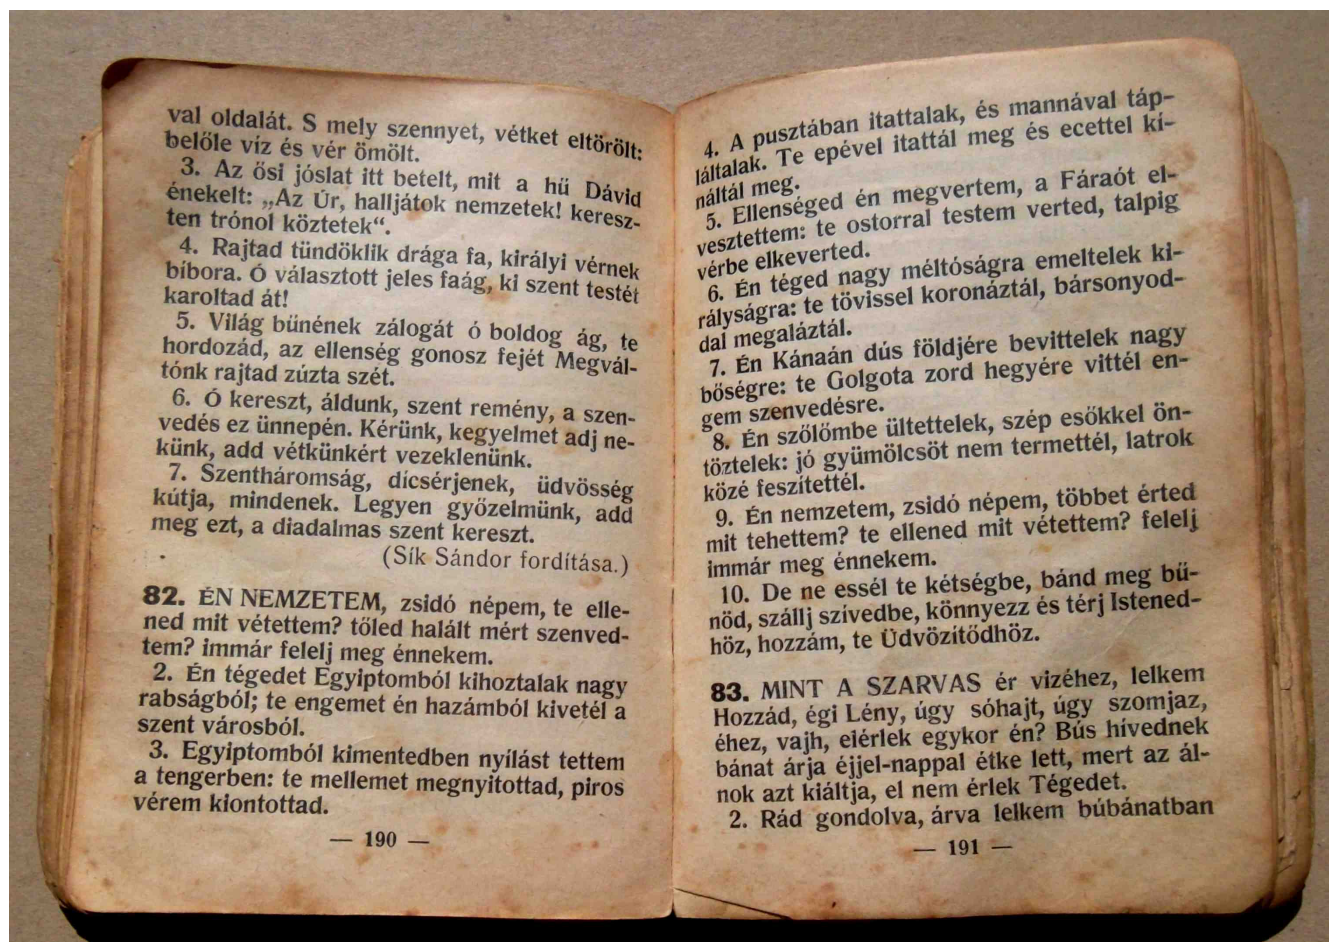 val oldalát. S mely szennyet, vétket eltörölt:
belőle víz és vér ömölt.
3. Az ősi jóslat itt betelt, mit a hű Dávid
énekelt: „Az Úr, halljátok nemzetek! keresz-
ten trónol köztetek“.
4. Rajtad tündöklik drága fa, királyi vérnek
bíbora. Ó választott jeles faág, ki szent testét
karoltad át!
5. Világ bűnének zálogát ó boldog ág, te
hordozád, az ellenség gonosz fejét Megvál-
tónk rajtad zúzta szét.
6. Ó kereszt, áldunk, szent remény, a szen-
vedés ez ünnepén. Kérünk, kegyelmet adj ne-
künk, add vétkünkért vezeklenünk.
7. Szentháromság, dícsérjenek, üdvösség
kútja, mindenek. Legyen győzelmünk, add
meg ezt, a diadalmas szent kereszt.
(Sík Sándor fordítása.)
82. ÉN NEMZETEM, zsidó népem, te elle-
ned mit vétettem? tőled halált mért szenved-
tem? immár felelj meg énnekem.
2. Én tégedet Egyiptomból kihoztalak nagy
rabságból; te engemet én hazámból kivetél a
szent városból.
3. Egyiptomból kimentedben nyílást tettem
a tengerben: te mellemet megnyitottad, piros
vérem kiontottad.
— 190 —
4. A pusztában itattalak, és mannával táp-
láltalak. Te epével itattál meg és ecettel kí-
náltál meg.
5. Ellenséged én megvertem, a Fáraót el-
vesztettem: te ostorral testem verted, talpig
vérbe elkeverted.
6. Én téged nagy méltóságra emeltelek ki-
rályságra: te tövissel koronáztál, bársonyod-
dal megaláztál.
7. Én Kánaán dús földjére bevittelek nagy
bőségre: te Golgota zord hegyére vittél en-
gem szenvedésre.
8. Én szőlőmbe ültettelek, szép esőkkel ön-
töztelek: jó gyümölcsöt nem termettél, latrok
közé feszítettél.
9. Én nemzetem, zsidó népem, többet érted
mit tehettem? te ellened mit vétettem? felelj
immár meg énnekem.
10. De ne essél te kétségbe, bánd meg bű-
nöd, szállj szívedbe, könnyezz és térj Istened-
höz, hozzám, te Üdvözítődhöz.
83. MINT A SZARVAS ér vizéhez, lelkem
Hozzád, égi Lény, úgy sóhajt, úgy szomjaz,
éhez, vajh, elérlek egykor én? Bús hívednek
bánat árja éjjel-nappal étke lett, mert az ál-
nok azt kiáltja, el nem érlek Tégedet.
2. Rád gondolva, árva lelkem búbánatban
— 191 —